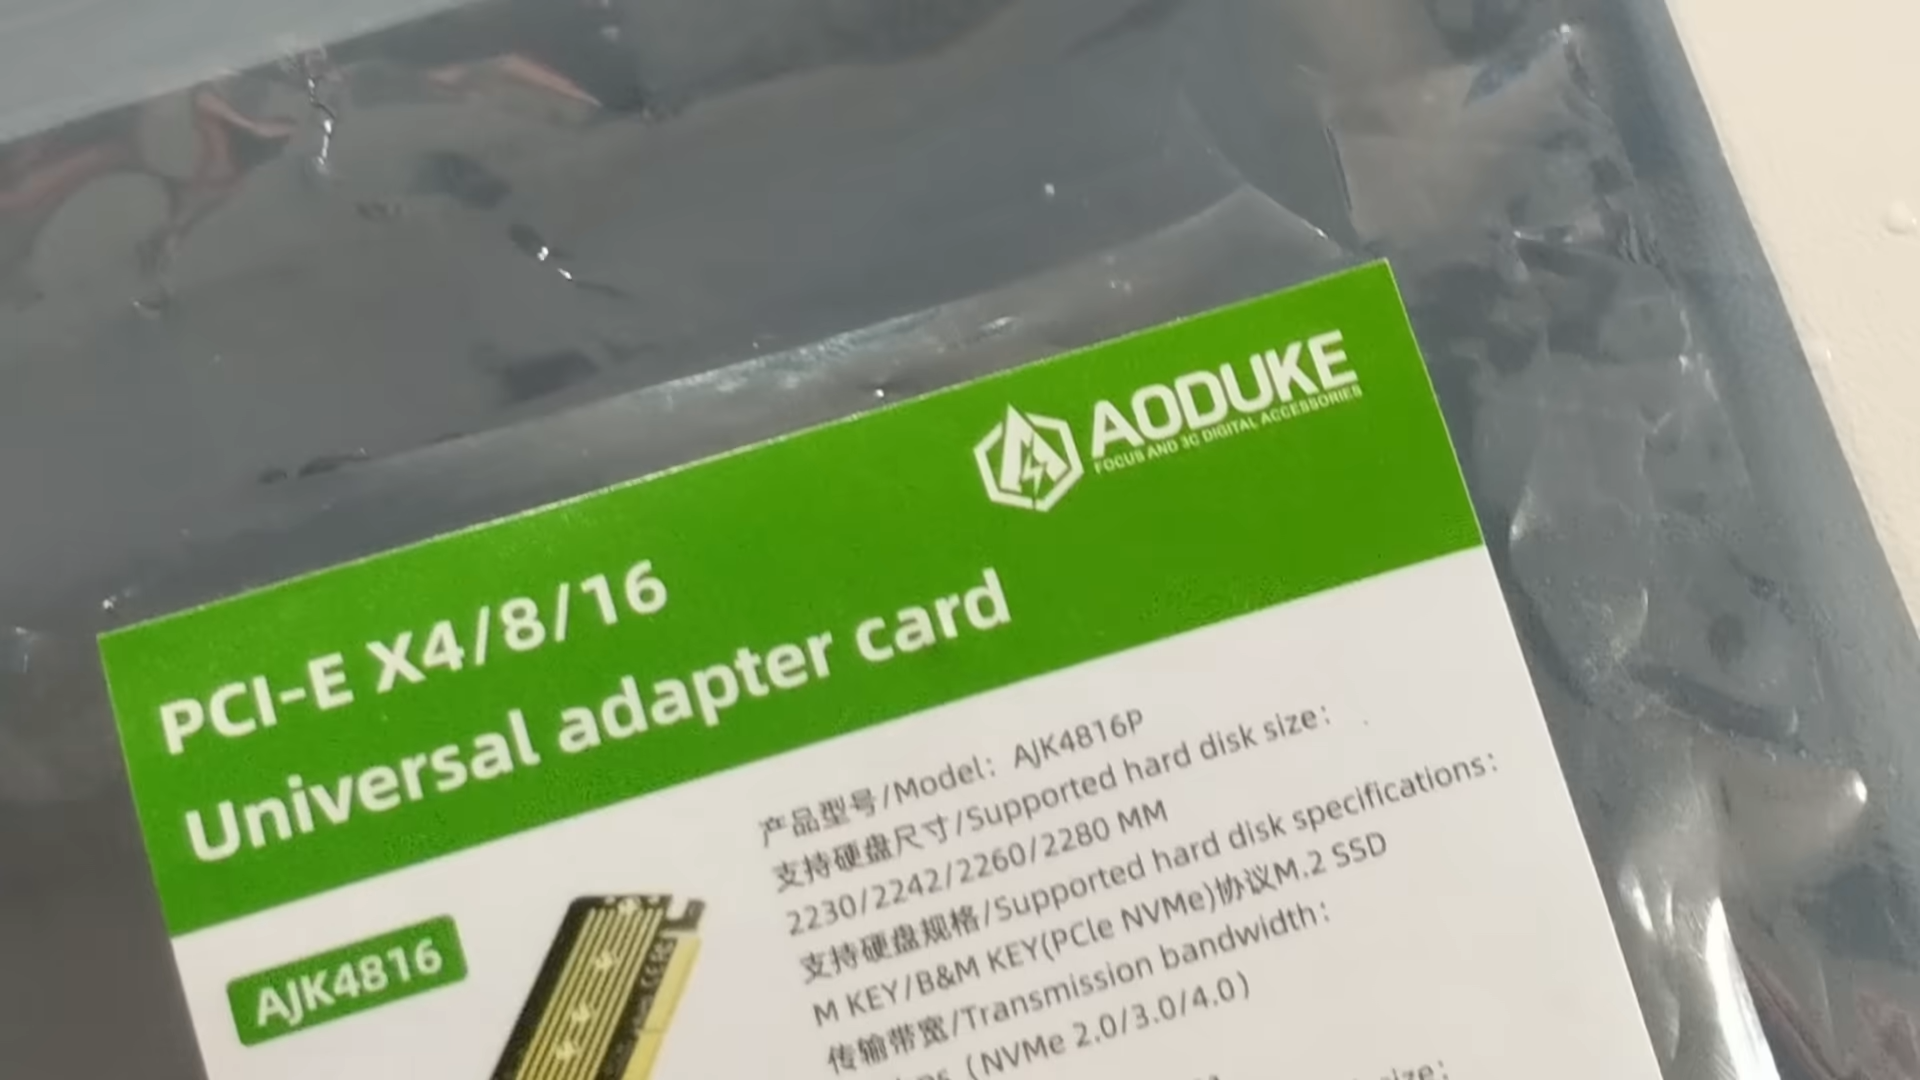 AODUKE
FOCUS AND 3C DIGITAL ACCESSORIES
PCI-E X4/8/16
Universal adapter card
AJK4816
产品型号/Model: AJK4816P
支持硬盘尺寸/Supported hard disk size:
2230/2242/2260/2280 MM
支持硬盘规格/Supported hard disk specifications:
M KEY/B&M KEY(PCle NVMe)协议M.2 SSD
传输带宽/Transmission bandwidth:
(NVMe 2.0/3.0/4.0)
size: